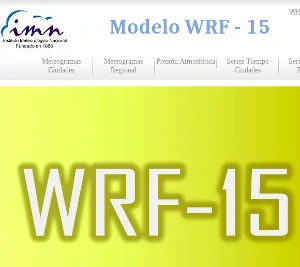 WR
imn
Instituto Meteorológico Nacional
Fundado en 1888
Modelo WRF - 15
Meteogramas Ciudades
Meteogramas Regional
Presión Atmosférica
Series Tiempo Ciudades
Seri
WRF-15